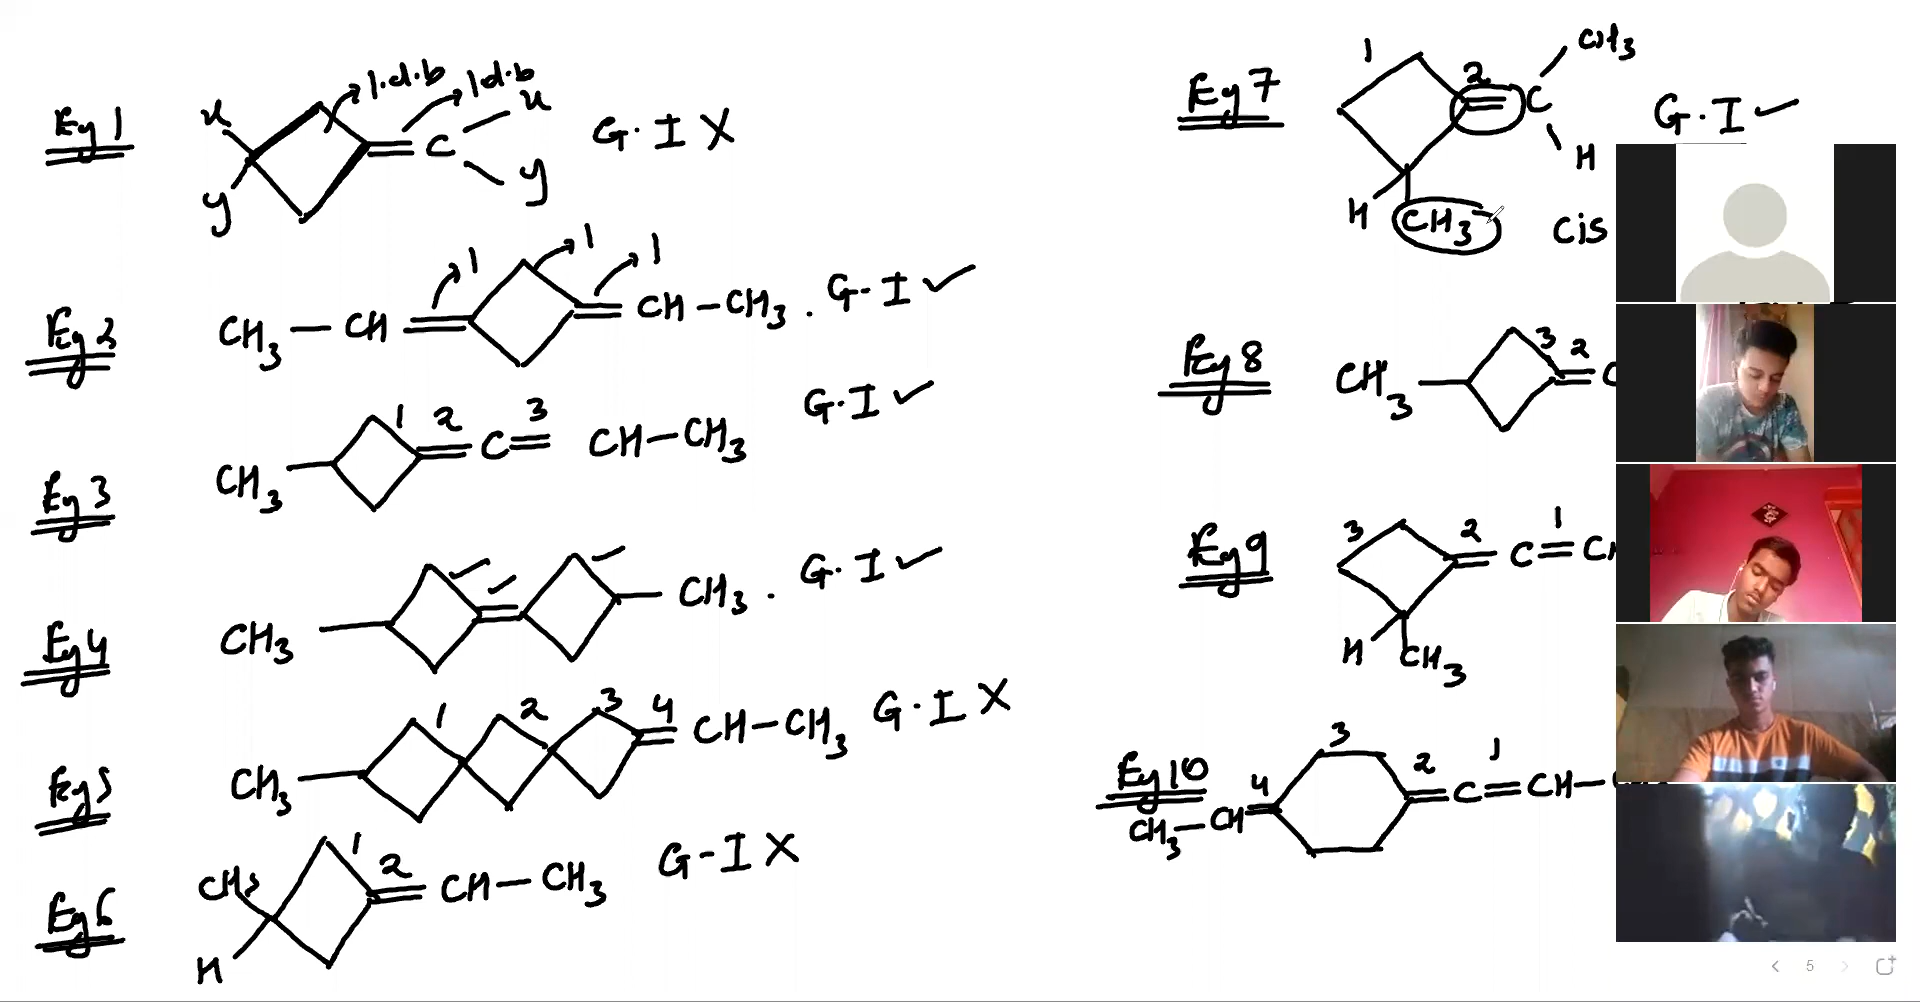 Eg 1
x
y
1.d.b
1d.b
C
x
y
G.I X
Eg 2
CH3 — CH
1
1
1
CH — CH3 .
G-I ✓
Eg 3
CH3
1 2 3
C = CH — CH3
G.I ✓
Eg 4
CH3
CH3 .
G.I ✓
Eg 5
CH3
1 2 3 4
CH — CH3
G.I X
Eg 6
CH3
H
1 2
CH — CH3
G-I X
Eg 7
1 2
C
CH3
H
H
CH3
G.I ✓
cis
Eg 8
CH3
3 2
Eg 9
3 2 1
C =
H
CH3
Eg 10
CH3 — CH
4 3 2 1
= C = CH —
5